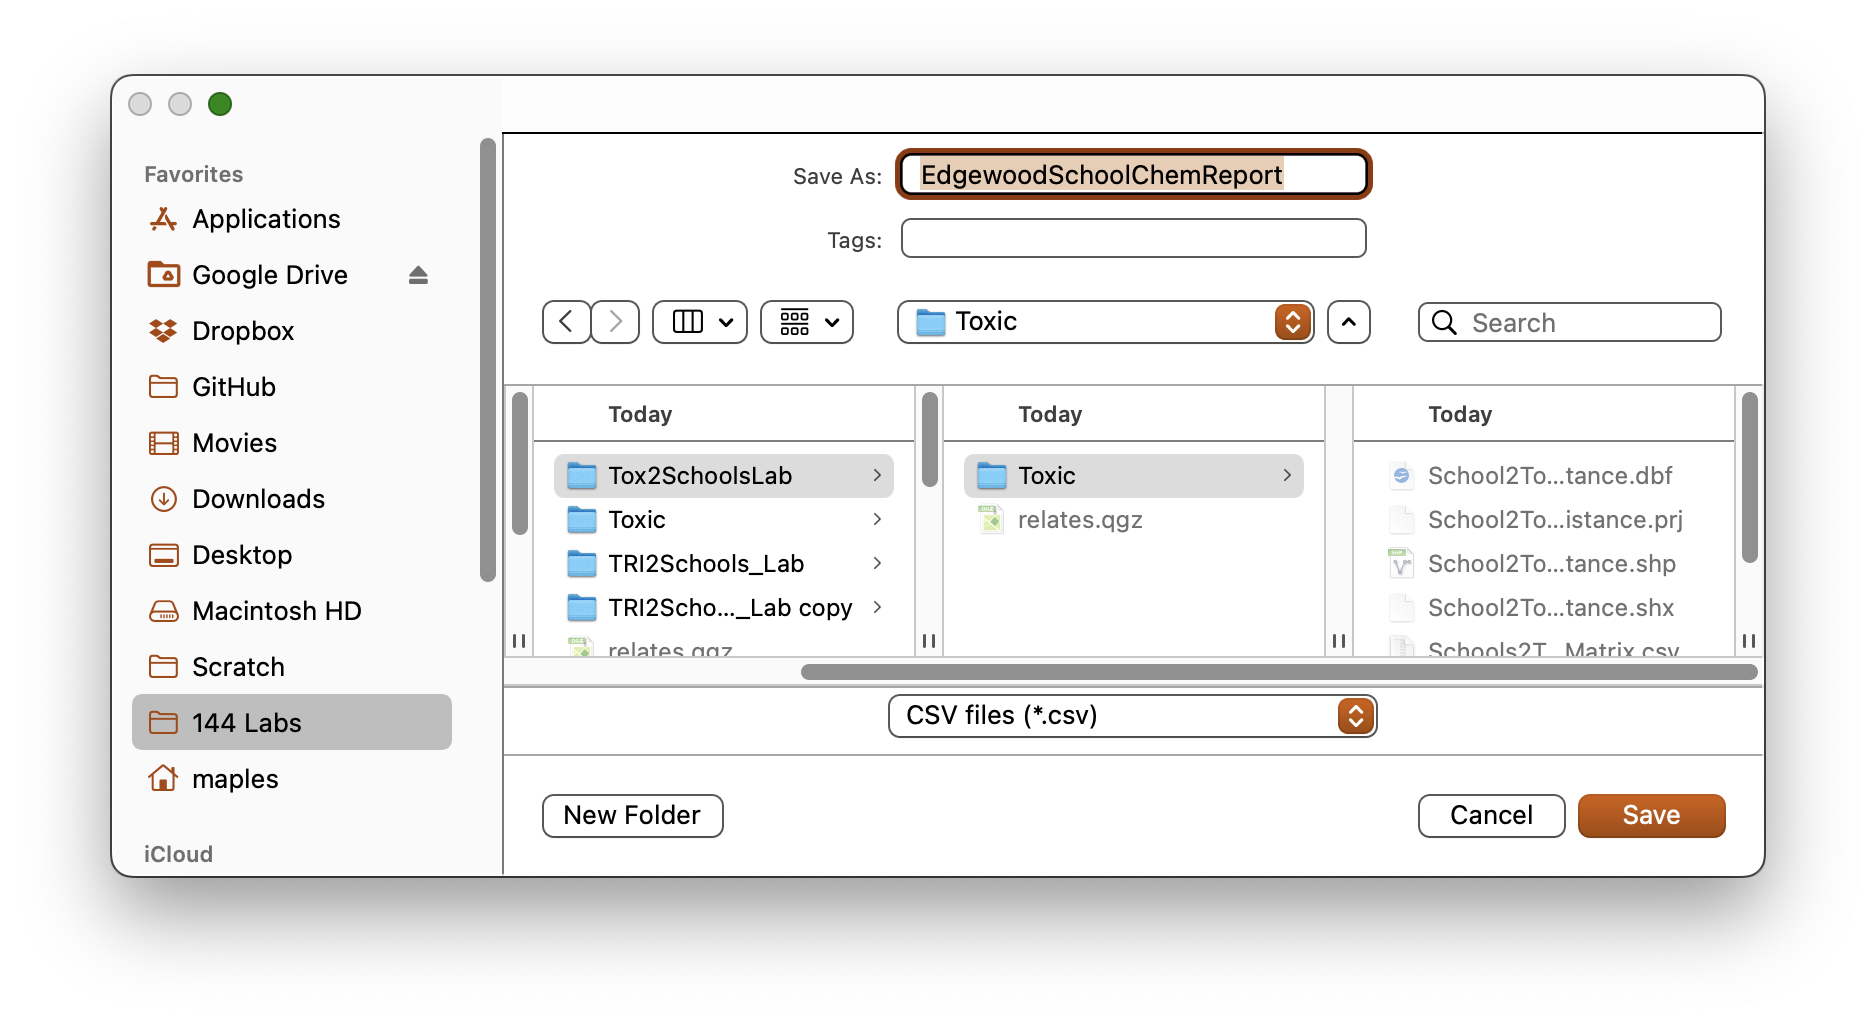 Favorites
Applications
Google Drive
Dropbox
GitHub
Movies
Downloads
Desktop
Macintosh HD
Scratch
144 Labs
maples
iCloud
Save As: EdgewoodSchoolChemReport
Tags:
Toxic
Search
Today
Tox2SchoolsLab
Toxic
TRI2Schools_Lab
TRI2Scho..._Lab copy
relates.qgz
Today
Toxic
relates.qgz
Today
School2To...tance.dbf
School2To...istance.prj
School2To...tance.shp
School2To...tance.shx
Schools2T...Matrix.csv
CSV files (*.csv)
New Folder
Cancel
Save